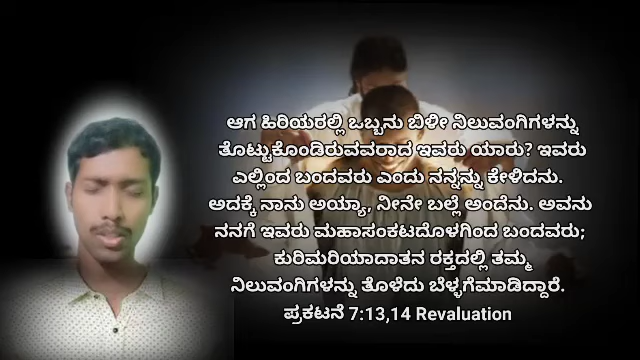 ಆಗ ಹಿರಿಯರಲ್ಲಿ ಒಬ್ಬನು ಬಿಳೀ ನಿಲುವಂಗಿಗಳನ್ನು
ತೊಟ್ಟುಕೊಂಡಿರುವವರಾದ ಇವರು ಯಾರು? ಇವರು
ಎಲ್ಲಿಂದ ಬಂದವರು ಎಂದು ನನ್ನನ್ನು ಕೇಳಿದನು.
ಅದಕ್ಕೆ ನಾನು ಅಯ್ಯಾ, ನೀನೇ ಬಲ್ಲೆ ಅಂದೆನು. ಅವನು
ನನಗೆ ಇವರು ಮಹಾಸಂಕಟದೊಳಗಿಂದ ಬಂದವರು;
ಕುರಿಮರಿಯಾದಾತನ ರಕ್ತದಲ್ಲಿ ತಮ್ಮ
ನಿಲುವಂಗಿಗಳನ್ನು ತೊಳೆದು ಬೆಳ್ಳಗೆಮಾಡಿದ್ದಾರೆ.
ಪ್ರಕಟನೆ 7:13,14 Revaluation